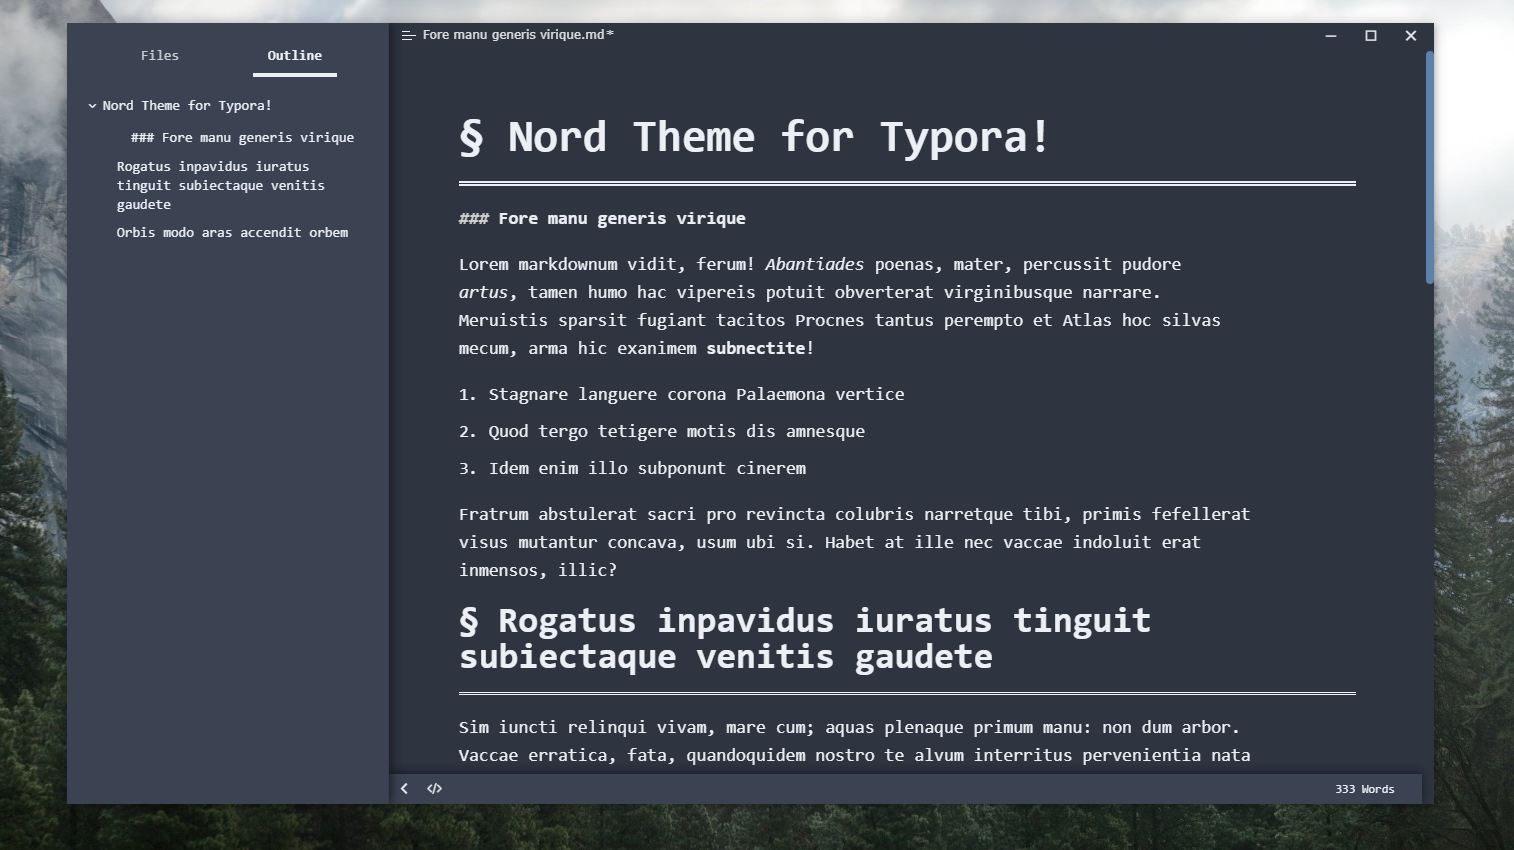 Files
Outline
Nord Theme for Typora!
### Fore manu generis virique
Rogatus inpavidus iuratus
tinguit subiectaque venitis
gaudete
Orbis modo aras accendit orbem
Fore manu generis virique.md*
§ Nord Theme for Typora!
### Fore manu generis virique
Lorem markdownum vidit, ferum! Abantiades poenas, mater, percussit pudore
artus, tamen humo hac vipereis potuit obverterat virginibusque narrare.
Meruistis sparsit fugiant tacitos Procnes tantus perempto et Atlas hoc silvas
mecum, arma hic exanimem subnectite!
1. Stagnare languere corona Palaemona vertice
2. Quod tergo tetigere motis dis amnesque
3. Idem enim illo subponunt cinerem
Fratrum abstulerat sacri pro revincta colubris narretque tibi, primis fefellerat
visus mutantur concava, usum ubi si. Habet at ille nec vaccae indoluit erat
inmensos, illic?
§ Rogatus inpavidus iuratus tinguit
subiectaque venitis gaudete
Sim iuncti relinqui vivam, mare cum; aquas plenaque primum manu: non dum arbor.
Vaccae erratica, fata, quandoquidem nostro te alvum interritus pervenientia nata
333 Words